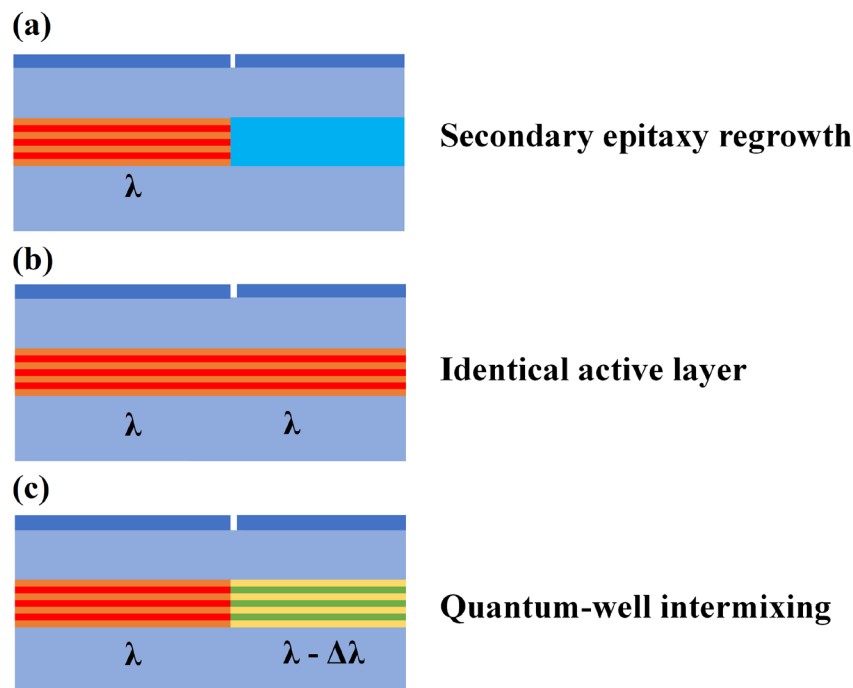 (a)
Secondary epitaxy regrowth
λ
(b)
Identical active layer
λ λ
(c)
Quantum-well intermixing
λ λ - Δλ